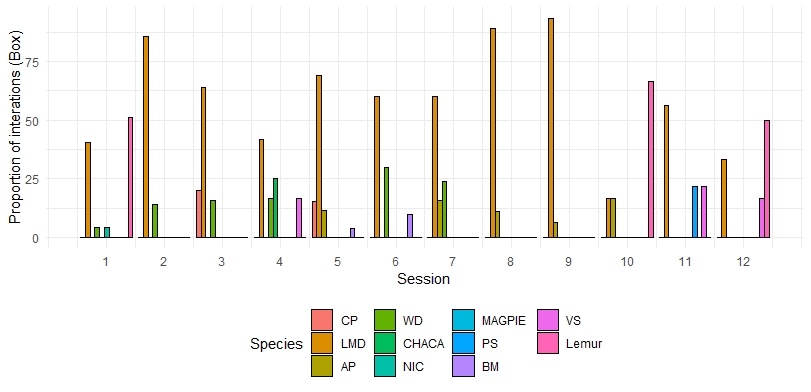 Proportion of interations (Box)
75
50
25
0
1 2 3 4 5 6 7 8 9 10 11 12
Session
Species
CP WD MAGPIE VS
LMD CHACA PS Lemur
AP NIC BM